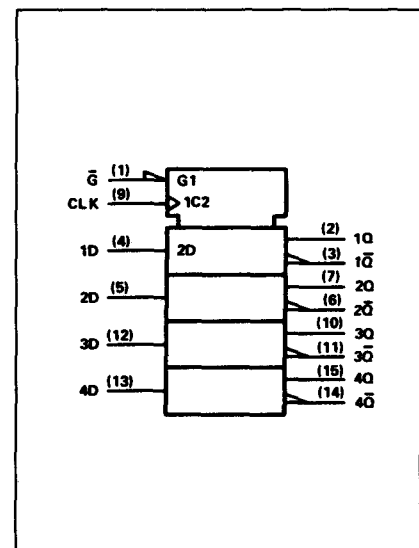 G̅ (1) G1
CLK (9) 1C2
1D (4) 2D (2) 1Q
(3) 1Q̅
2D (5) (7) 2Q
(6) 2Q̅
3D (12) (10) 3Q
(11) 3Q̅
4D (13) (15) 4Q
(14) 4Q̅